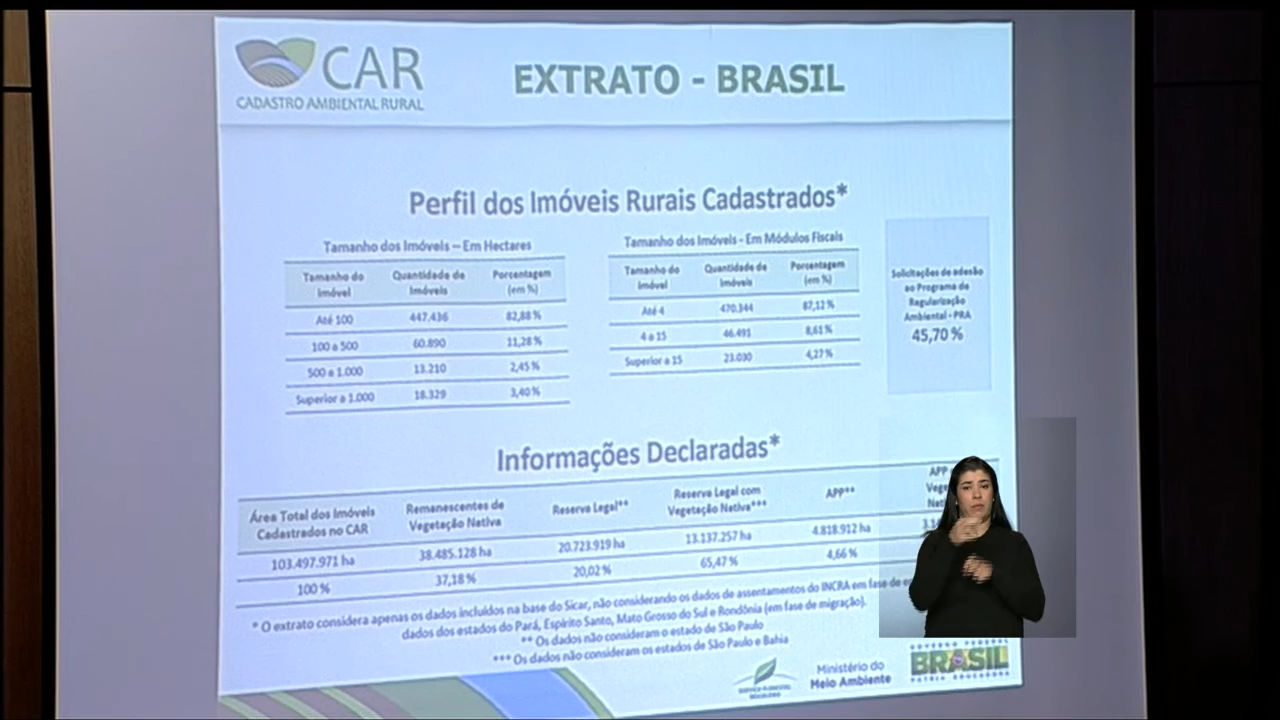 CAR
CADASTRO AMBIENTAL RURAL
EXTRATO - BRASIL
Perfil dos Imóveis Rurais Cadastrados*
Tamanho dos Imóveis – Em Hectares
Tamanho do Imóvel Quantidade de Imóveis Porcentagem (em %)
Até 100 447.436 82,88 %
100 a 500 60.890 11,28 %
500 a 1.000 13.210 2,45 %
Superior a 1.000 18.329 3,40 %
Tamanho dos Imóveis - Em Módulos Fiscais
Tamanho do Imóvel Quantidade de Imóveis Porcentagem (em %)
Até 4 470.344 87,12 %
4 a 15 46.491 8,61 %
Superior a 15 23.030 4,27 %
Solicitações de adesão
ao Programa de
Regularização
Ambiental - PRA
45,70 %
Informações Declaradas*
Área Total dos Imóveis Cadastrados no CAR Remanescentes de Vegetação Nativa Reserva Legal** Reserva Legal com Vegetação Nativa*** APP** APP
103.497.971 ha 38.485.128 ha 20.723.919 ha 13.137.257 ha 4.818.912 ha
100 % 37,18 % 20,02 % 65,47 % 4,66 %
* O extrato considera apenas os dados incluídos na base do Sicar, não considerando os dados de assentamentos do INCRA em fase de
dados dos estados do Pará, Espírito Santo, Mato Grosso do Sul e Rondônia (em fase de migração).
** Os dados não consideram o estado de São Paulo
*** Os dados não consideram os estados de São Paulo e Bahia
SERVIÇO FLORESTAL
BRASILEIRO
Ministério do
Meio Ambiente
GOVERNO FEDERAL
BRASIL
PÁTRIA EDUCADORA